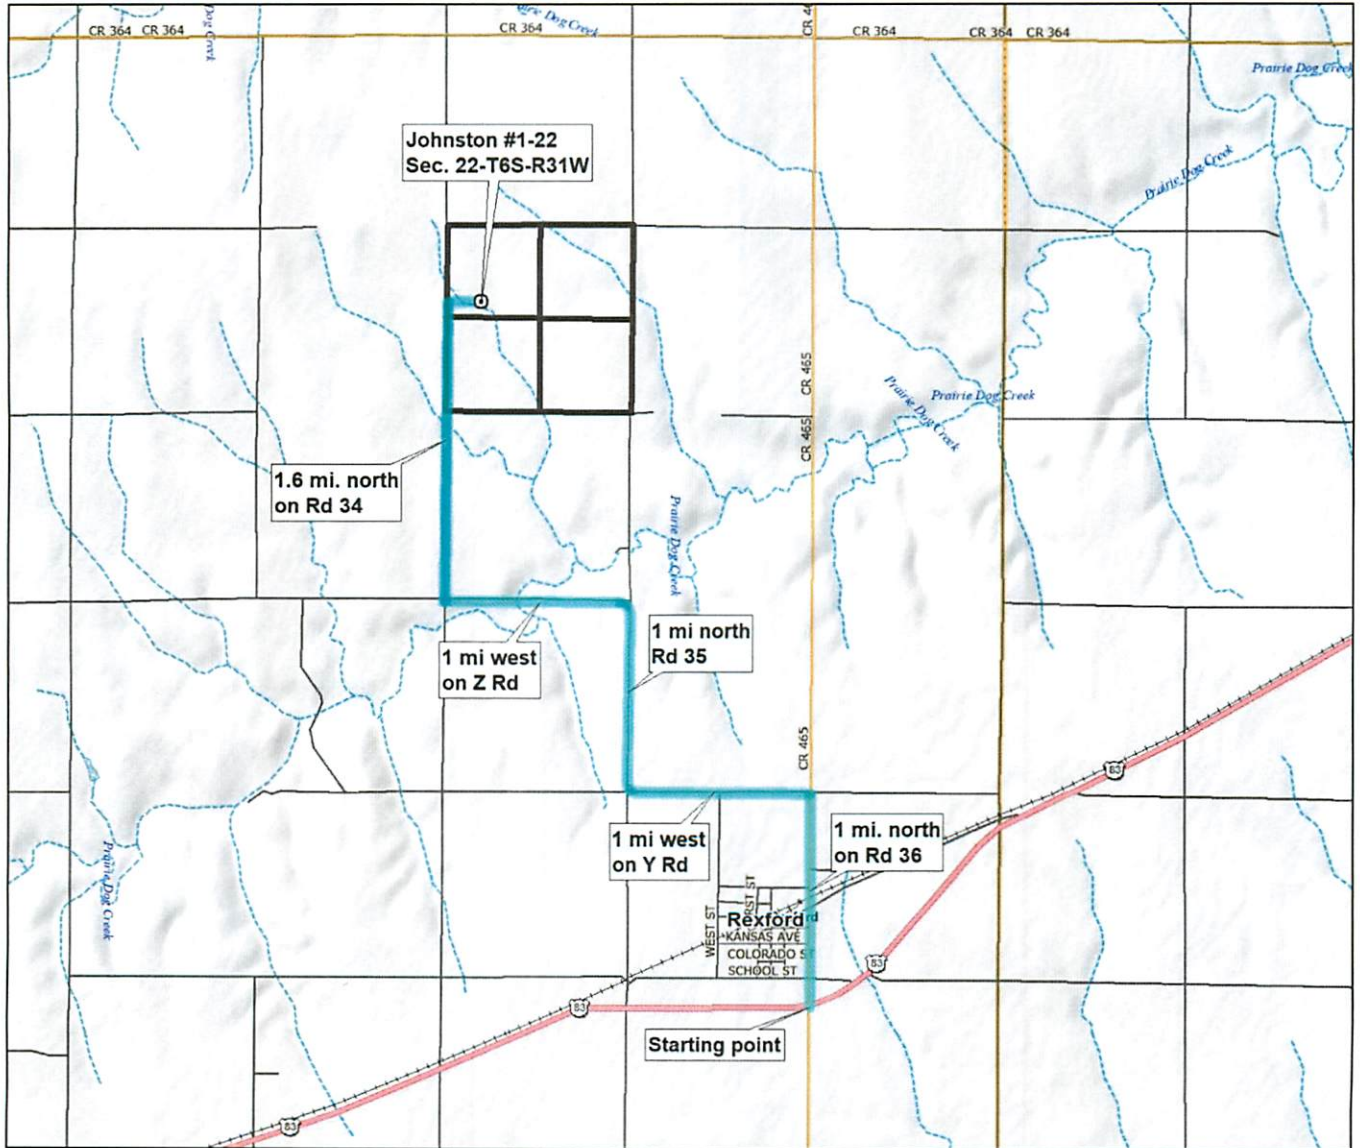 Prairie Dog Creek
CR 364
CR 364
CR 364
CR 364
CR 364
CR 364
Dog Creek
Prairie Dog Creek
Johnston #1-22
Sec. 22-T6S-R31W
Prairie Dog Creek
CR 465
Prairie Dog Creek
Prairie Dog Creek
CR 465
1.6 mi. north
on Rd 34
Prairie Dog Creek
1 mi north
Rd 35
1 mi west
on Z Rd
CR 465
83
1 mi west
on Y Rd
1 mi. north
on Rd 36
Prairie Dog Creek
WEST ST
RST ST
Rexford
KANSAS AVE
COLORADO ST
SCHOOL ST
83
83
Starting point
83